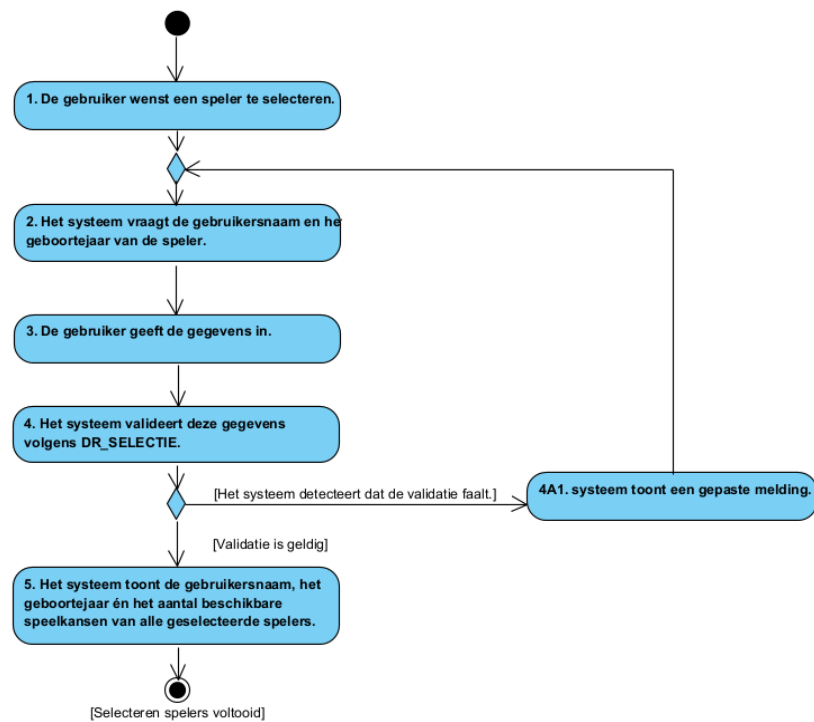 1. De gebruiker wenst een speler te selecteren.
2. Het systeem vraagt de gebruikersnaam en he
geboortejaar van de speler.
3. De gebruiker geeft de gegevens in.
4. Het systeem valideert deze gegevens
volgens DR_SELECTIE.
[Het systeem detecteert dat de validatie faalt.]
4A1. systeem toont een gepaste melding.
[Validatie is geldig]
5. Het systeem toont de gebruikersnaam, het
geboortejaar én het aantal beschikbare
speelkansen van alle geselecteerde spelers.
[Selecteren spelers voltooid]